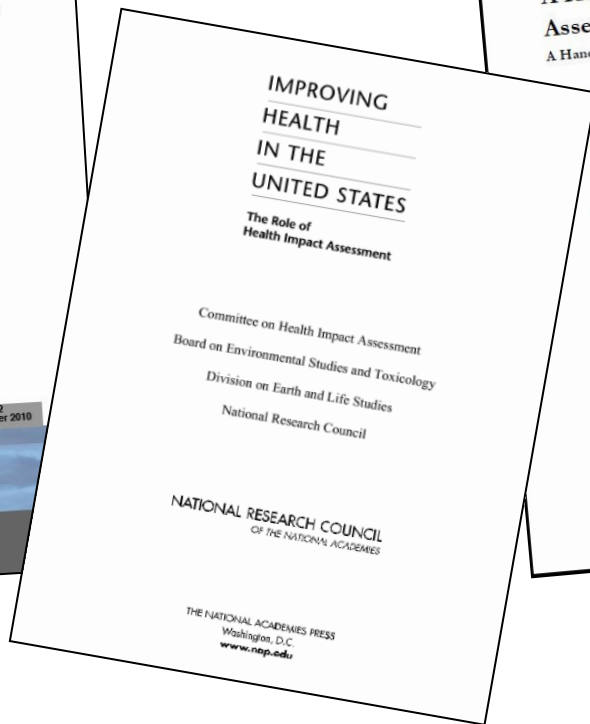 IMPROVING
HEALTH
IN THE
UNITED STATES
The Role of
Health Impact Assessment
Committee on Health Impact Assessment
Board on Environmental Studies and Toxicology
Division on Earth and Life Studies
National Research Council
NATIONAL RESEARCH COUNCIL
OF THE NATIONAL ACADEMIES
THE NATIONAL ACADEMIES PRESS
Washington, D.C.
www.nap.edu
2
er 2010
Asse
A Hand